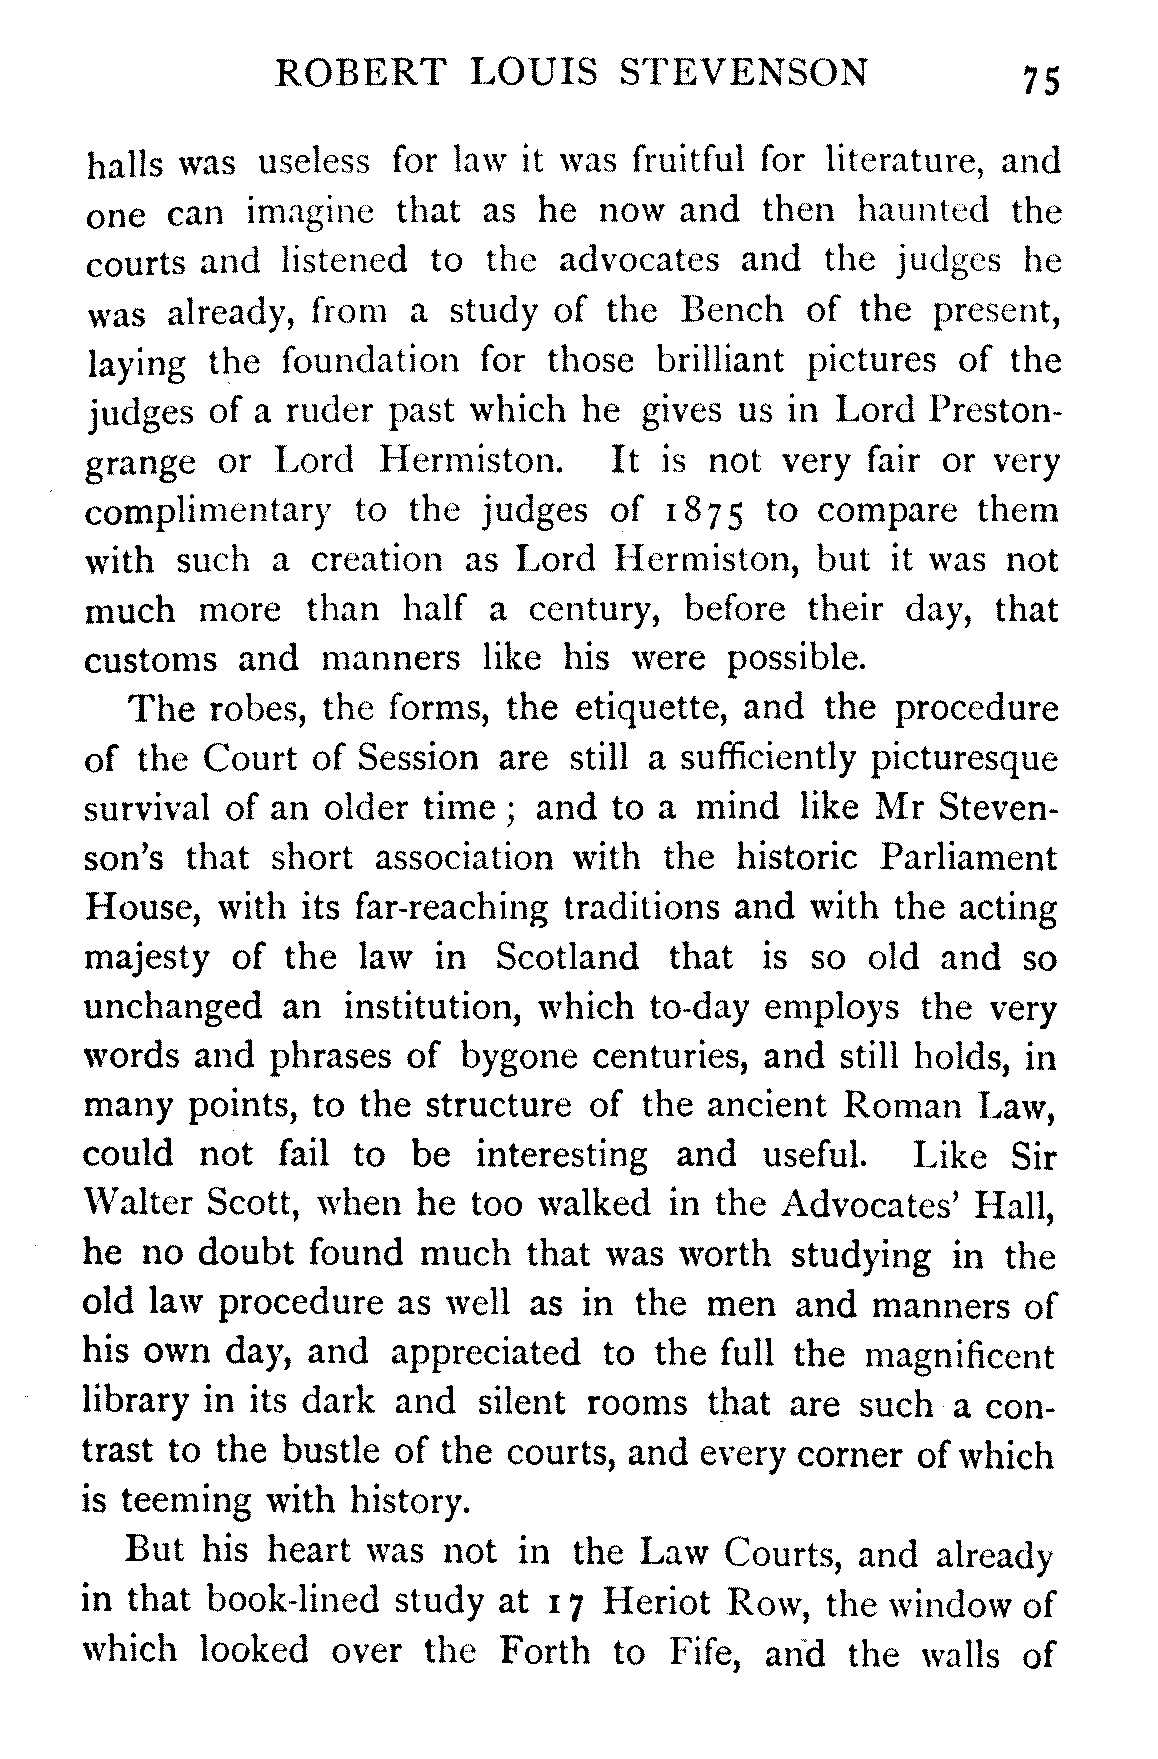 ROBERT LOUIS STEVENSON 75
halls was useless for law it was fruitful for literature, and
one can imagine that as he now and then haunted the
courts and listened to the advocates and the judges he
was already, from a study of the Bench of the present,
laying the foundation for those brilliant pictures of the
judges of a ruder past which he gives us in Lord Preston-
grange or Lord Hermiston. It is not very fair or very
complimentary to the judges of 1875 to compare them
with such a creation as Lord Hermiston, but it was not
much more than half a century, before their day, that
customs and manners like his were possible.
The robes, the forms, the etiquette, and the procedure
of the Court of Session are still a sufficiently picturesque
survival of an older time ; and to a mind like Mr Steven-
son's that short association with the historic Parliament
House, with its far-reaching traditions and with the acting
majesty of the law in Scotland that is so old and so
unchanged an institution, which to-day employs the very
words and phrases of bygone centuries, and still holds, in
many points, to the structure of the ancient Roman Law,
could not fail to be interesting and useful. Like Sir
Walter Scott, when he too walked in the Advocates' Hall,
he no doubt found much that was worth studying in the
old law procedure as well as in the men and manners of
his own day, and appreciated to the full the magnificent
library in its dark and silent rooms that are such a con-
trast to the bustle of the courts, and every corner of which
is teeming with history.
But his heart was not in the Law Courts, and already
in that book-lined study at 17 Heriot Row, the window of
which looked over the Forth to Fife, and the walls of